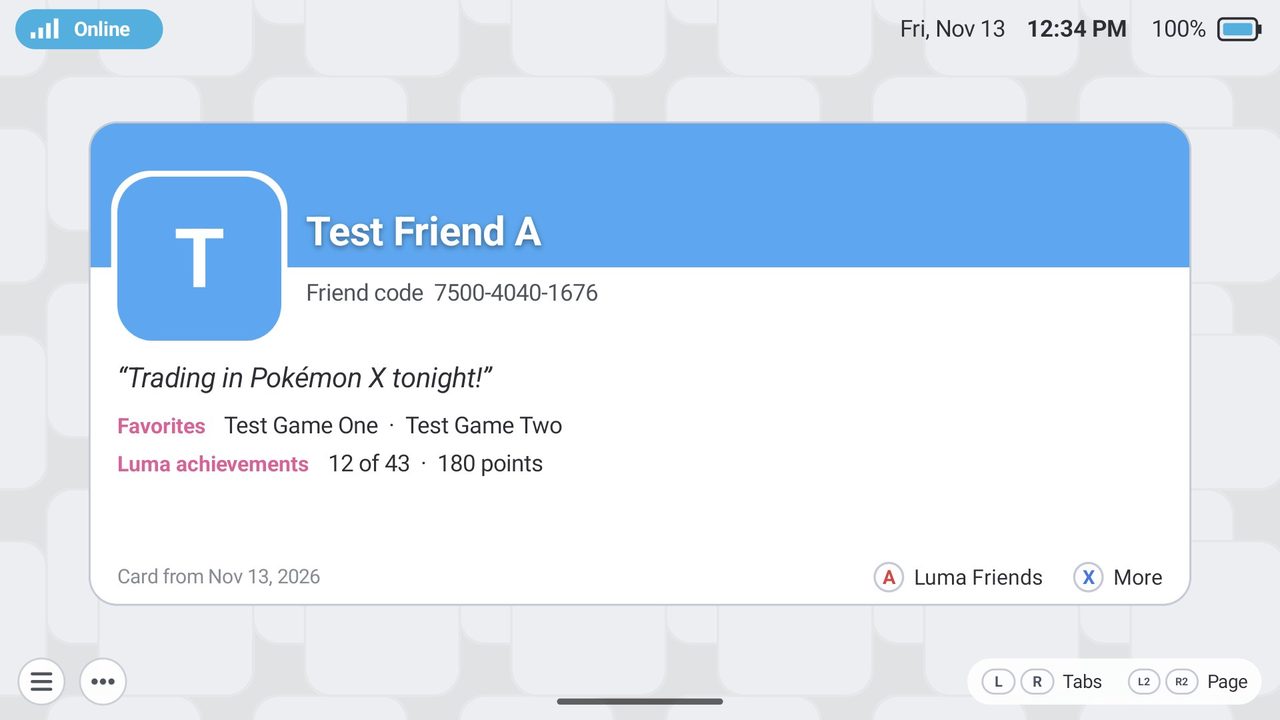 Online
Fri, Nov 13 12:34 PM 100%
T
Test Friend A
Friend code 7500-4040-1676
“Trading in Pokémon X tonight!”
Favorites Test Game One · Test Game Two
Luma achievements 12 of 43 · 180 points
Card from Nov 13, 2026
A Luma Friends X More
L R Tabs L2 R2 Page